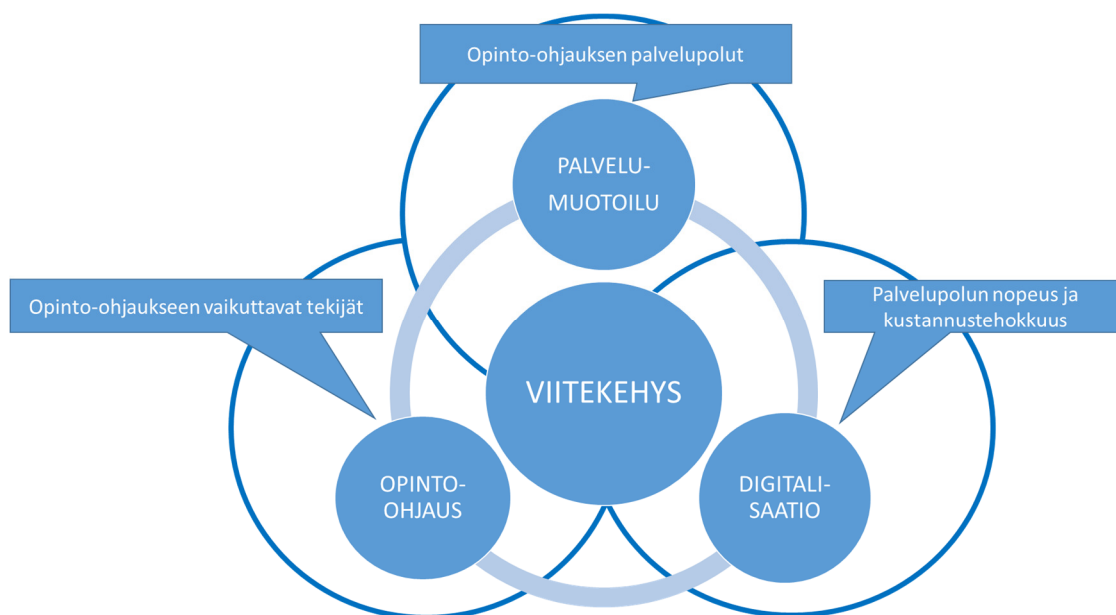 Opinto-ohjauksen palvelupolut
PALVELU-
MUOTOILU
Opinto-ohjaukseen vaikuttavat tekijät
Palvelupolun nopeus ja
kustannustehokkuus
VIITEKEHYS
OPINTO-
OHJAUS
DIGITALI-
SAATIO